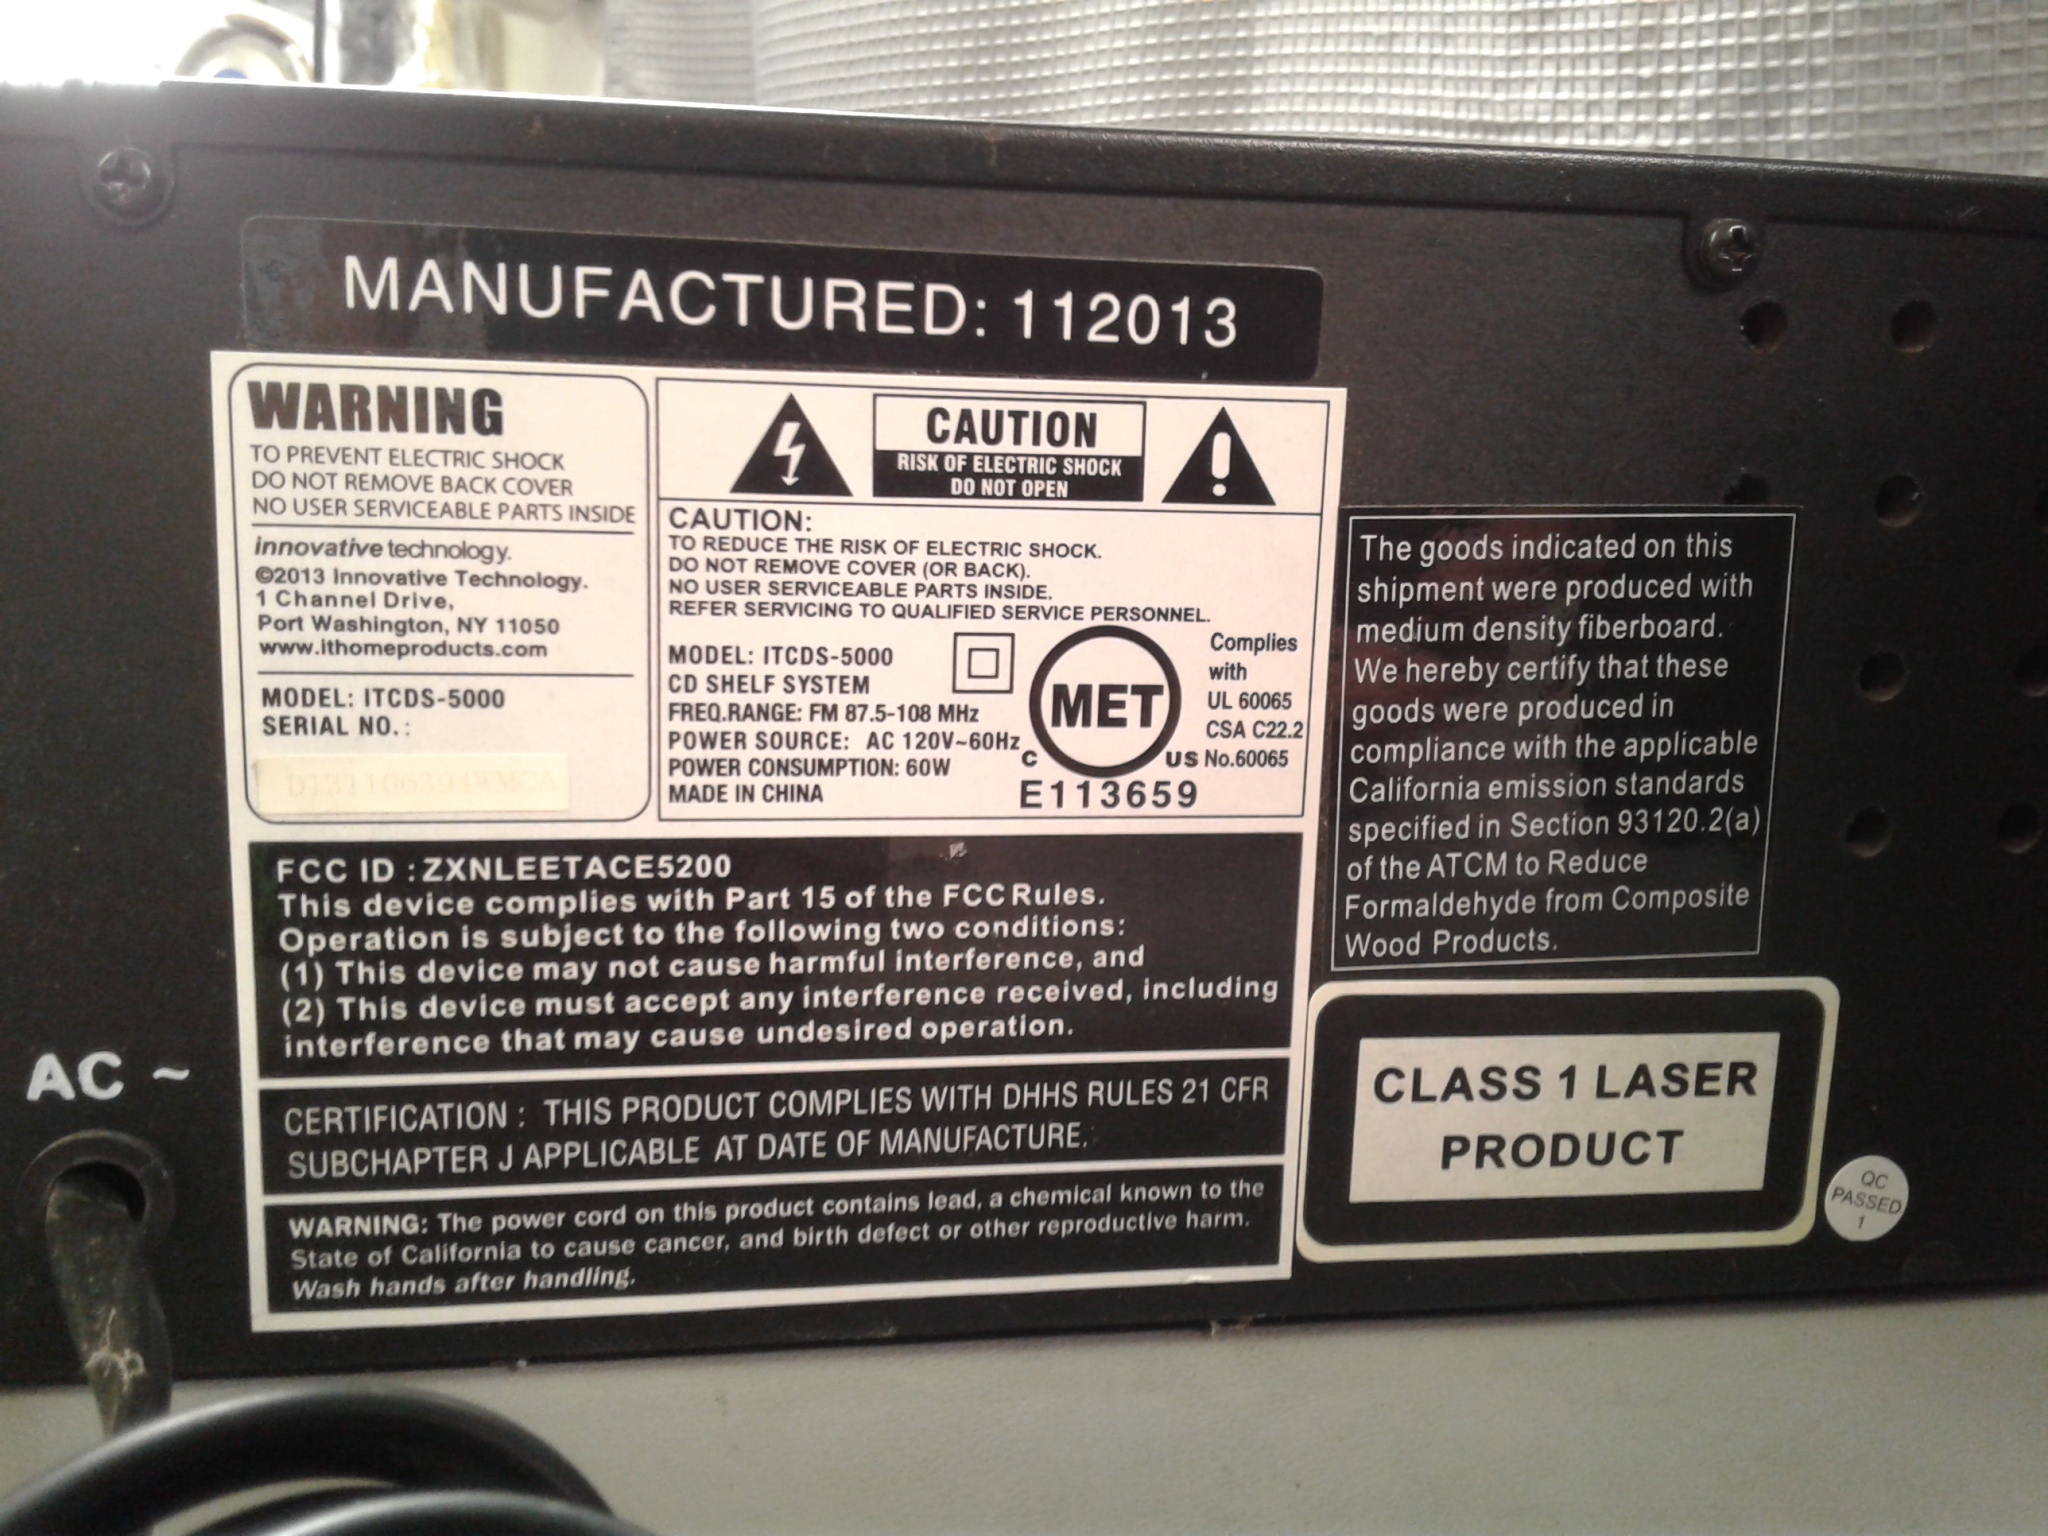 MANUFACTURED: 112013
WARNING
TO PREVENT ELECTRIC SHOCK
DO NOT REMOVE BACK COVER
NO USER SERVICEABLE PARTS INSIDE
innovative technology.
©2013 Innovative Technology.
1 Channel Drive,
Port Washington, NY 11050
www.ithomeproducts.com
MODEL: ITCDS-5000
SERIAL NO.:
CAUTION
RISK OF ELECTRIC SHOCK
DO NOT OPEN
CAUTION:
TO REDUCE THE RISK OF ELECTRIC SHOCK.
DO NOT REMOVE COVER (OR BACK).
NO USER SERVICEABLE PARTS INSIDE.
REFER SERVICING TO QUALIFIED SERVICE PERSONNEL.
MODEL: ITCDS-5000
CD SHELF SYSTEM
FREQ.RANGE: FM 87.5-108 MHz
POWER SOURCE: AC 120V~60Hz
POWER CONSUMPTION: 60W
MADE IN CHINA
MET
C US
E113659
Complies
with
UL 60065
CSA C22.2
No.60065
FCC ID : ZXNLEETACE5200
This device complies with Part 15 of the FCC Rules.
Operation is subject to the following two conditions:
(1) This device may not cause harmful interference, and
(2) This device must accept any interference received, including
interference that may cause undesired operation.
CERTIFICATION : THIS PRODUCT COMPLIES WITH DHHS RULES 21 CFR
SUBCHAPTER J APPLICABLE AT DATE OF MANUFACTURE.
WARNING: The power cord on this product contains lead, a chemical known to the
State of California to cause cancer, and birth defect or other reproductive harm.
Wash hands after handling.
The goods indicated on this
shipment were produced with
medium density fiberboard.
We hereby certify that these
goods were produced in
compliance with the applicable
California emission standards
specified in Section 93120.2(a)
of the ATCM to Reduce
Formaldehyde from Composite
Wood Products.
CLASS 1 LASER
PRODUCT
QC
PASSED
1
AC ~